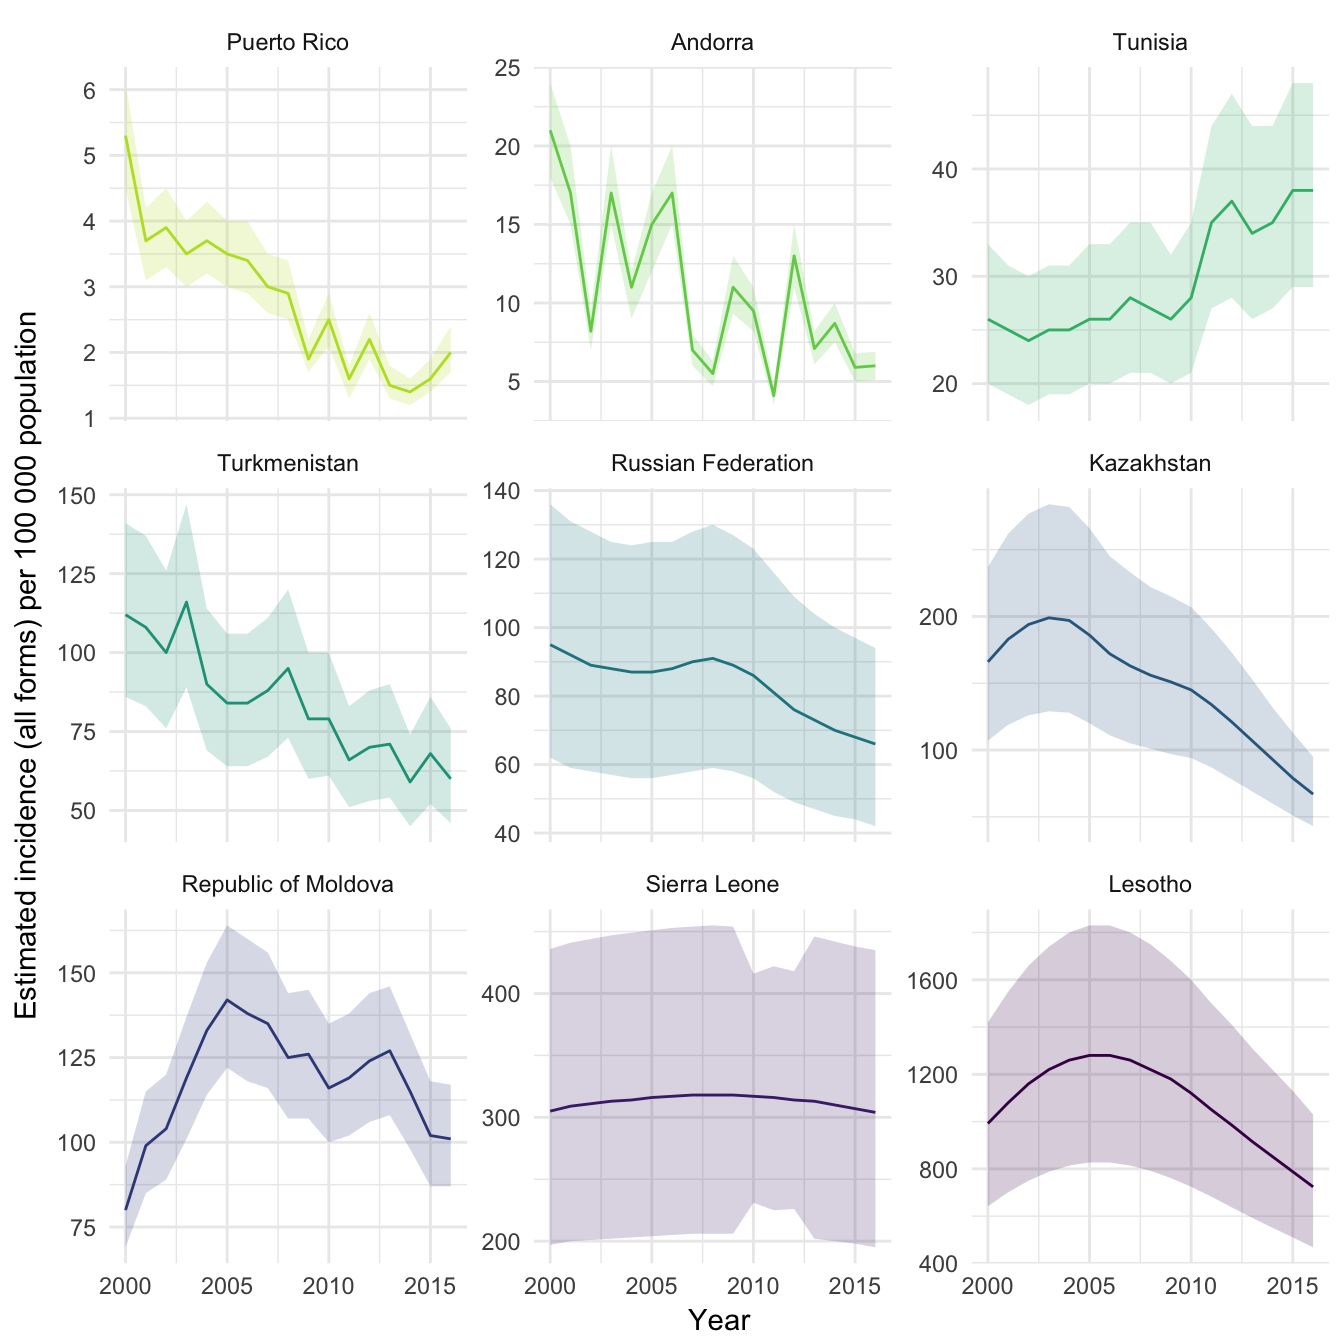 Estimated incidence (all forms) per 100 000 population
Puerto Rico
6
5
4
3
2
1
Andorra
25
20
15
10
5
Tunisia
40
30
20
Turkmenistan
150
125
100
75
50
Russian Federation
140
120
100
80
60
40
Kazakhstan
200
100
Republic of Moldova
150
125
100
75
2000 2005 2010 2015
Sierra Leone
400
300
200
2000 2005 2010 2015
Lesotho
1600
1200
800
400
2000 2005 2010 2015
Year